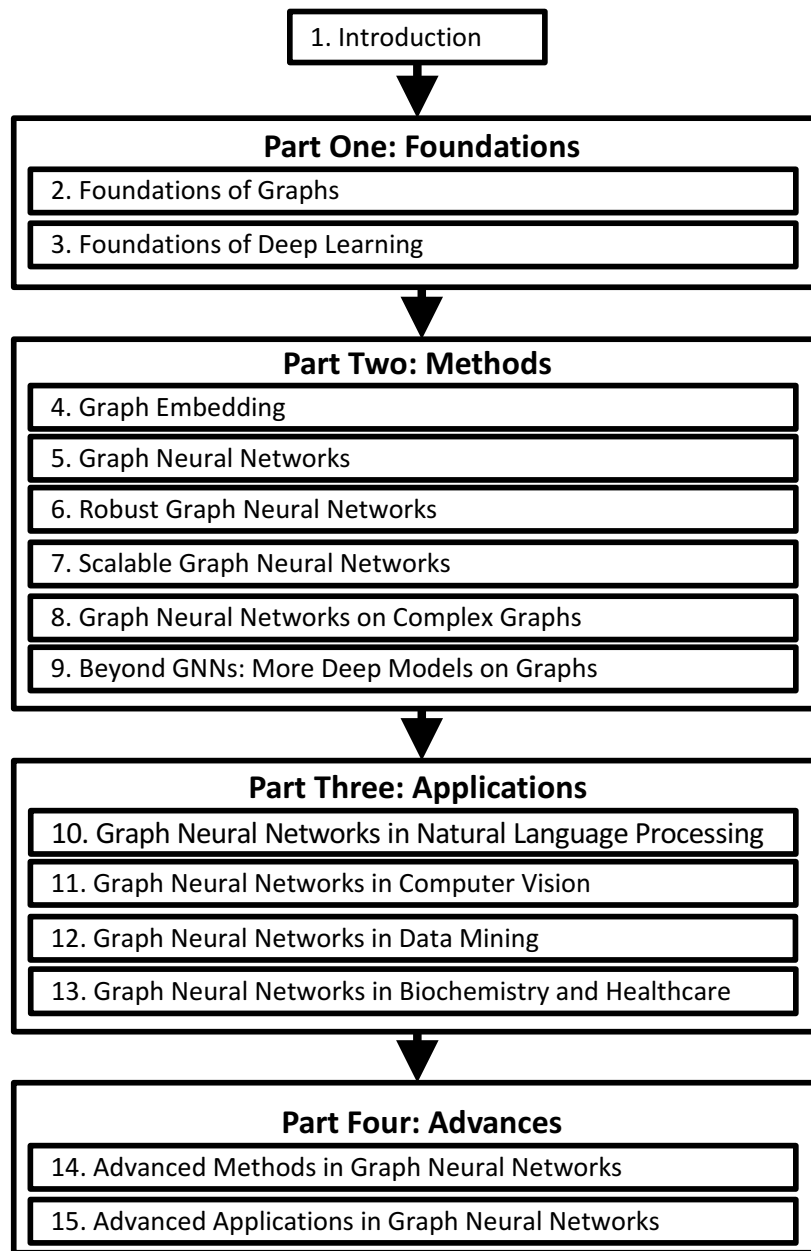 1. Introduction
Part One: Foundations
2. Foundations of Graphs
3. Foundations of Deep Learning
Part Two: Methods
4. Graph Embedding
5. Graph Neural Networks
6. Robust Graph Neural Networks
7. Scalable Graph Neural Networks
8. Graph Neural Networks on Complex Graphs
9. Beyond GNNs: More Deep Models on Graphs
Part Three: Applications
10. Graph Neural Networks in Natural Language Processing
11. Graph Neural Networks in Computer Vision
12. Graph Neural Networks in Data Mining
13. Graph Neural Networks in Biochemistry and Healthcare
Part Four: Advances
14. Advanced Methods in Graph Neural Networks
15. Advanced Applications in Graph Neural Networks